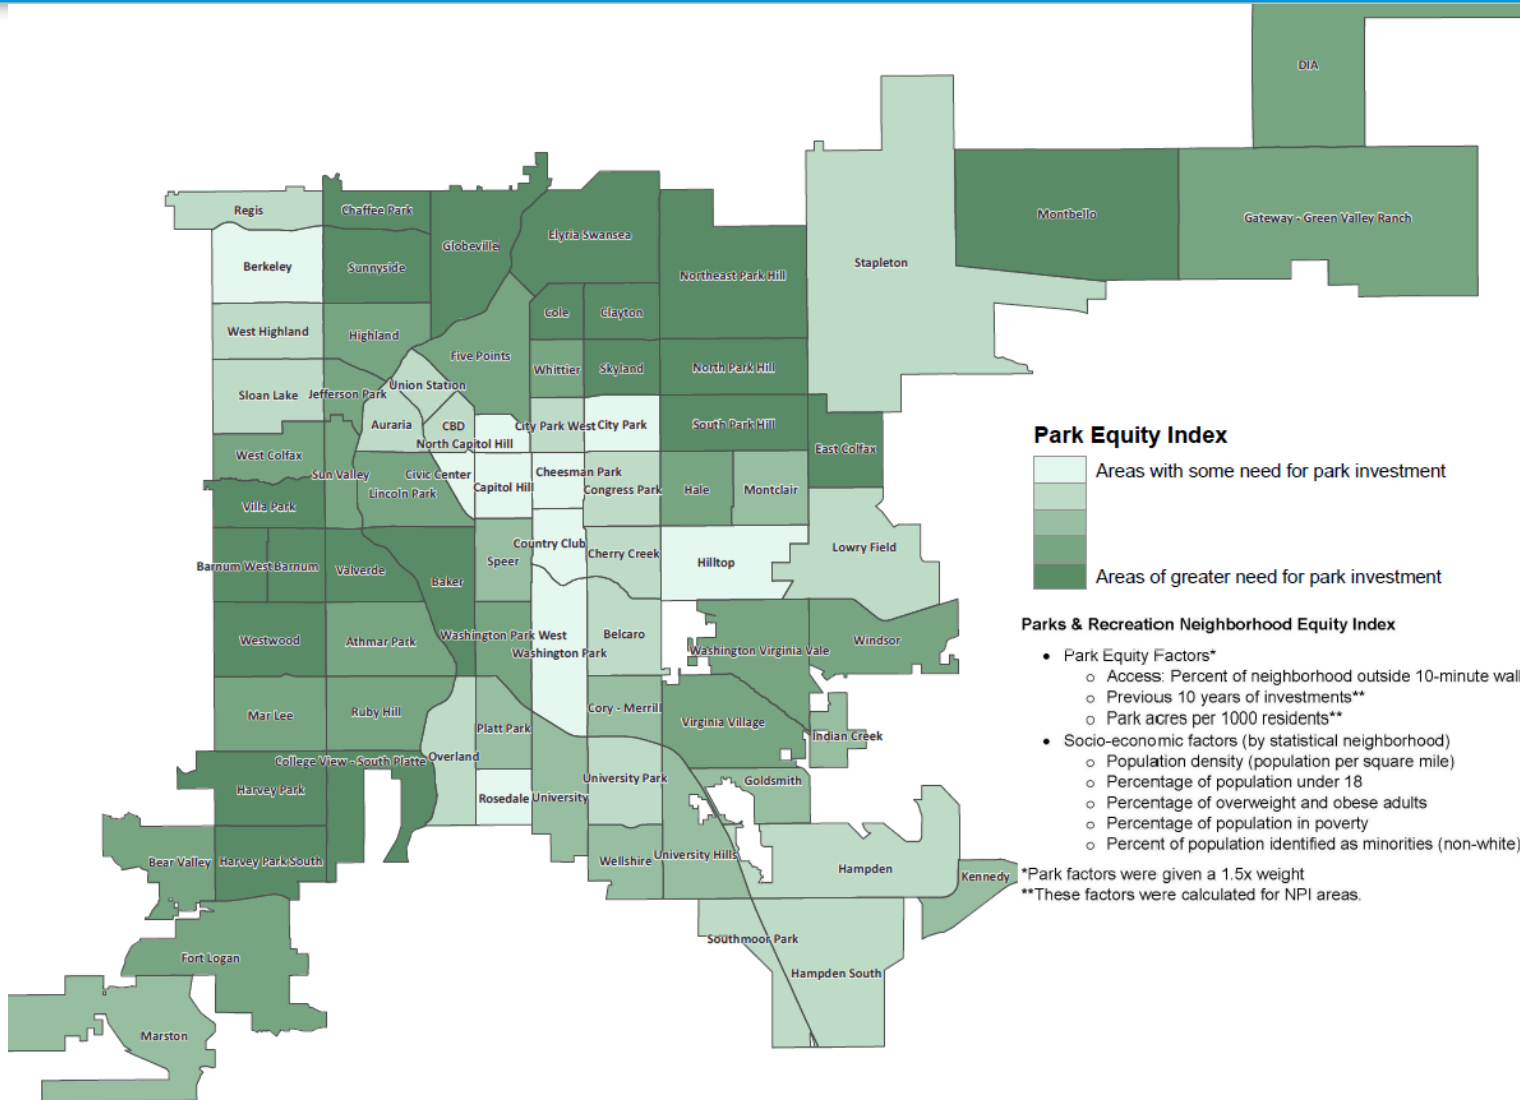 DIA
Montbello
Gateway - Green Valley Ranch
Stapleton
Regis
Chaffee Park
Globeville
Elyria Swansea
Berkeley
Sunnyside
Northeast Park Hill
West Highland
Highland
Cole
Clayton
Five Points
Whittier
Skyland
North Park Hill
Sloan Lake
Jefferson Park
Union Station
Auraria
CBD
City Park West
City Park
South Park Hill
North Capitol Hill
East Colfax
West Colfax
Sun Valley
Civic Center
Cheesman Park
Lincoln Park
Capitol Hill
Congress Park
Hale
Montclair
Villa Park
Country Club
Cherry Creek
Hilltop
Lowry Field
Speer
Barnum West
Barnum
Valverde
Baker
Westwood
Athmar Park
Washington Park West
Washington Park
Belcaro
Washington Virginia Vale
Windsor
Mar Lee
Ruby Hill
Platt Park
Cory - Merrill
Virginia Village
Indian Creek
College View - South Platte
Overland
Harvey Park
Rosedale
University
University Park
Goldsmith
Bear Valley
Harvey Park South
Wellshire
University Hills
Hampden
Kennedy
Southmoor Park
Hampden South
Fort Logan
Marston
Park Equity Index
Areas with some need for park investment
Areas of greater need for park investment
Parks & Recreation Neighborhood Equity Index
• Park Equity Factors*
o Access: Percent of neighborhood outside 10-minute wal
o Previous 10 years of investments**
o Park acres per 1000 residents**
• Socio-economic factors (by statistical neighborhood)
o Population density (population per square mile)
o Percentage of population under 18
o Percentage of overweight and obese adults
o Percentage of population in poverty
o Percent of population identified as minorities (non-white)
*Park factors were given a 1.5x weight
**These factors were calculated for NPI areas.